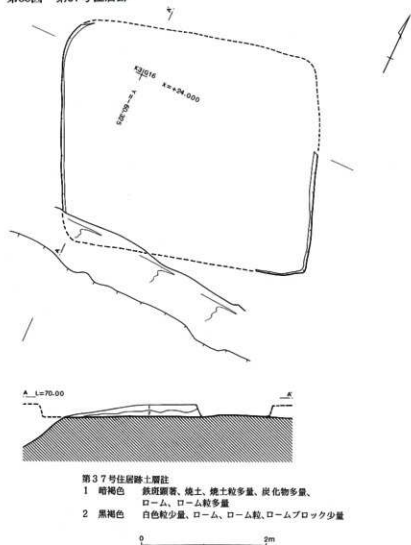 A
X=+24.000
A
A L=70.00 A'
第37号住居跡土層註
1 暗褐色 鉄斑顕著、焼土、焼土粒多量、炭化物多量、
ローム、ローム粒多量
2 黒褐色 白色粒少量、ローム、ローム粒、ロームブロック少量
0 2m